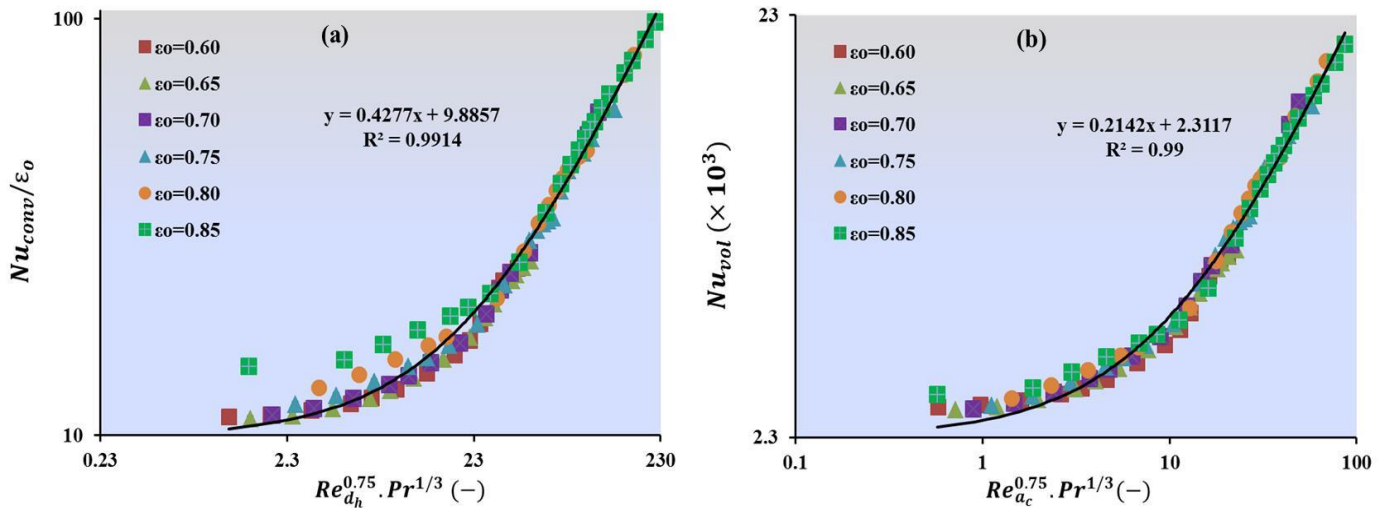 100
(a)
εo=0.60
εo=0.65
εo=0.70
εo=0.75
εo=0.80
εo=0.85
y = 0.4277x + 9.8857
R² = 0.9914
Nu_conv/ε_o
10
0.23 2.3 23 230
Re_{d_h}^{0.75}. Pr^{1/3} (−)
23
(b)
εo=0.60
εo=0.65
εo=0.70
εo=0.75
εo=0.80
εo=0.85
y = 0.2142x + 2.3117
R² = 0.99
Nu_vol (× 10³)
2.3
0.1 1 10 100
Re_{a_c}^{0.75}. Pr^{1/3} (−)